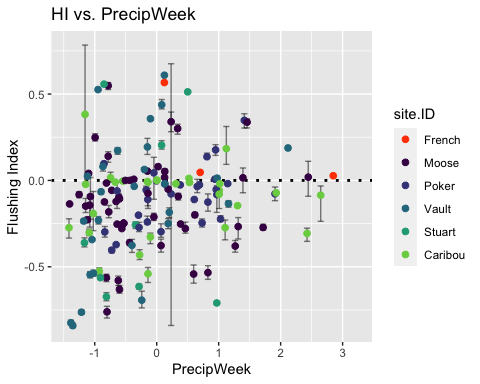 HI vs. PrecipWeek
Flushing Index
0.5
0.0
-0.5
-1
0
1
2
3
PrecipWeek
site.ID
French
Moose
Poker
Vault
Stuart
Caribou